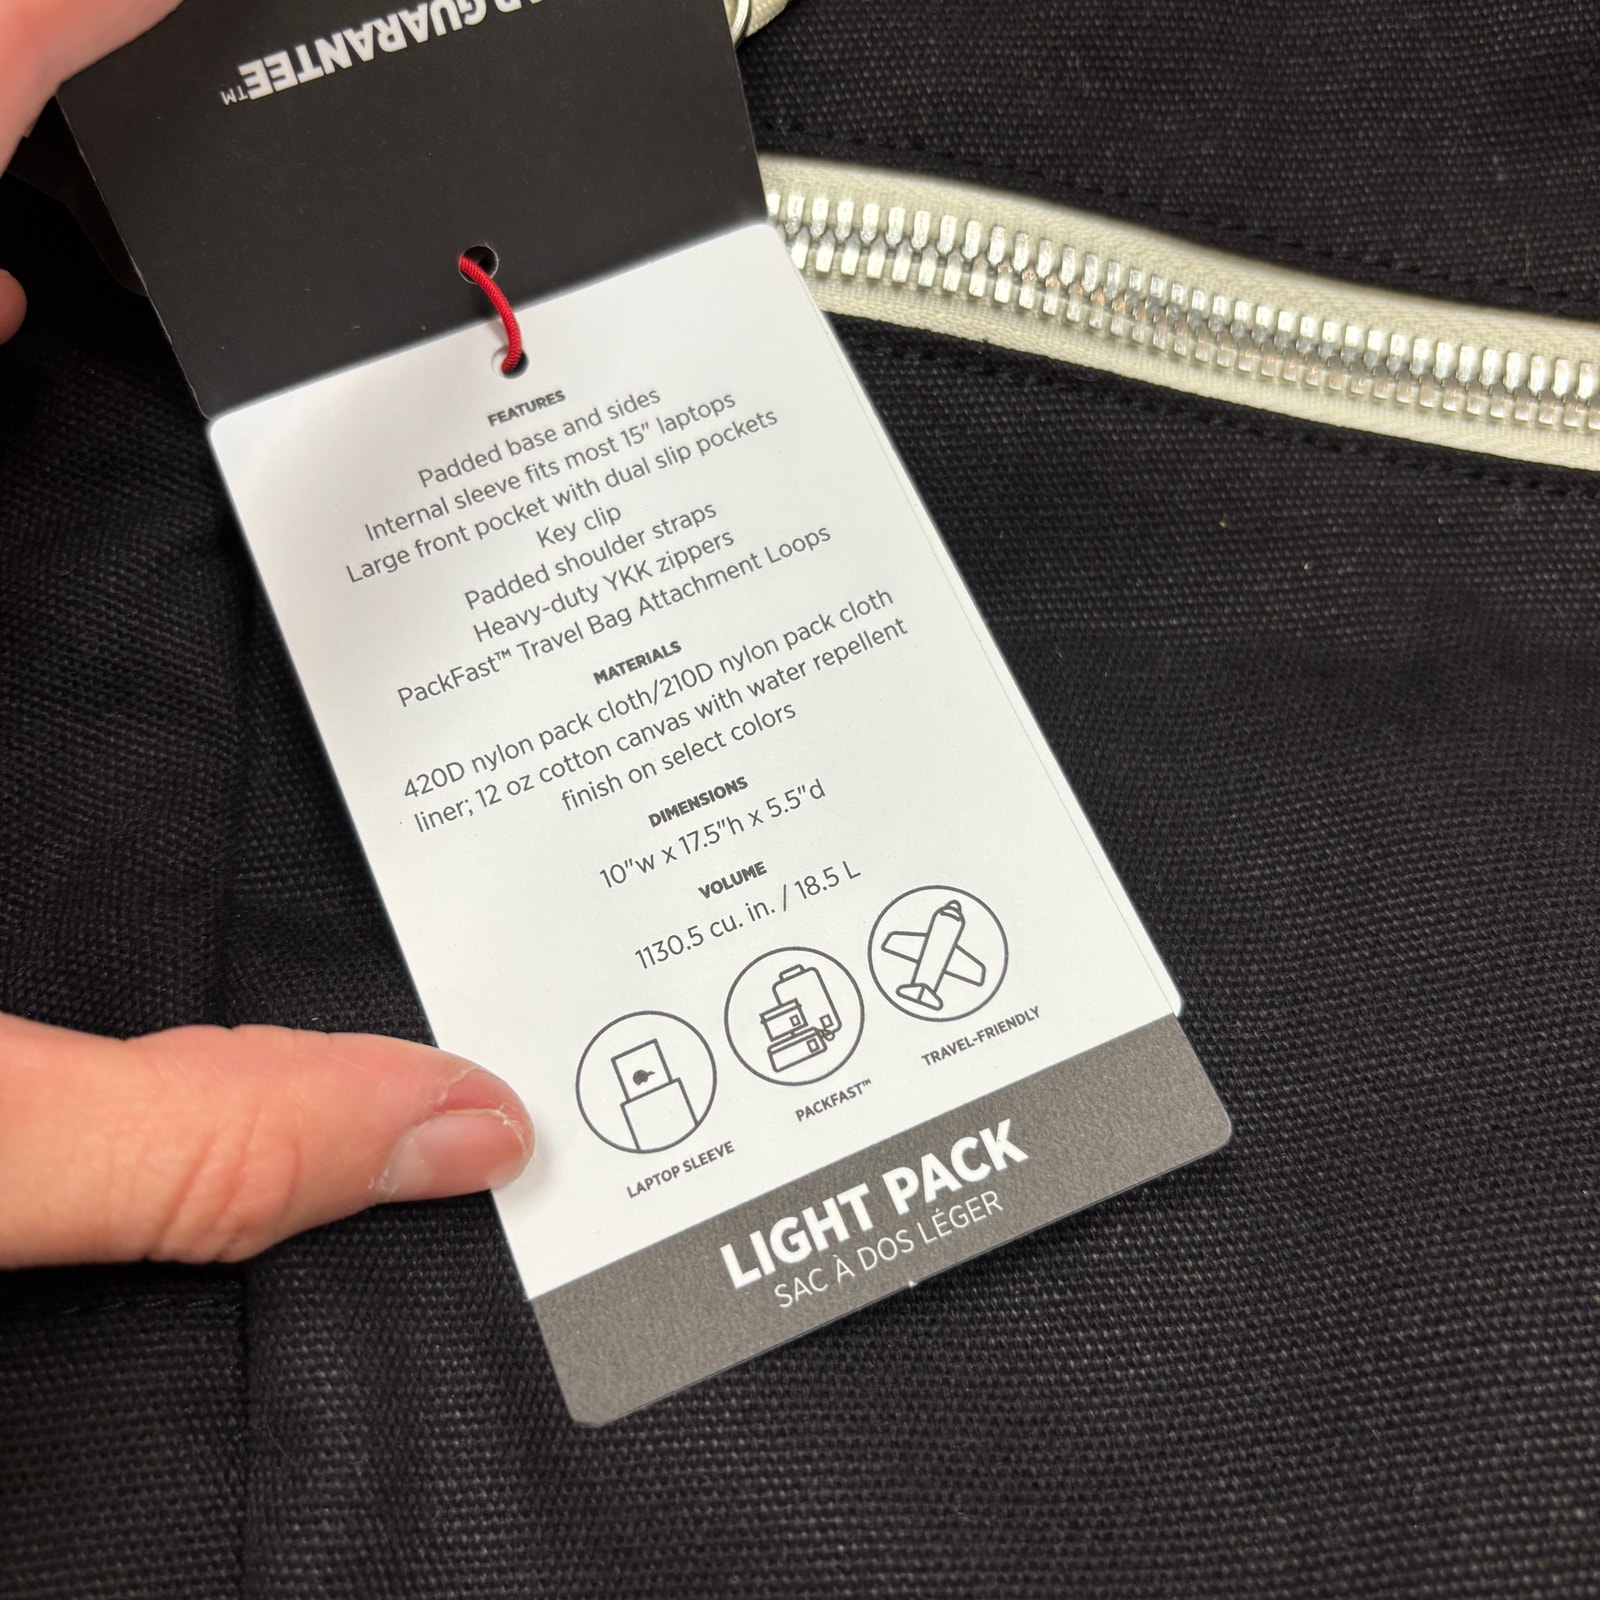 GUARANTEE™
FEATURES
Padded base and sides
Internal sleeve fits most 15" laptops
Large front pocket with dual slip pockets
Key clip
Padded shoulder straps
Heavy-duty YKK zippers
PackFast™ Travel Bag Attachment Loops
MATERIALS
420D nylon pack cloth/210D nylon pack cloth
liner; 12 oz cotton canvas with water repellent
finish on select colors
DIMENSIONS
10"w x 17.5"h x 5.5"d
VOLUME
1130.5 cu. in. / 18.5 L
LAPTOP SLEEVE
PACKFAST™
TRAVEL-FRIENDLY
LIGHT PACK
SAC À DOS LÉGER